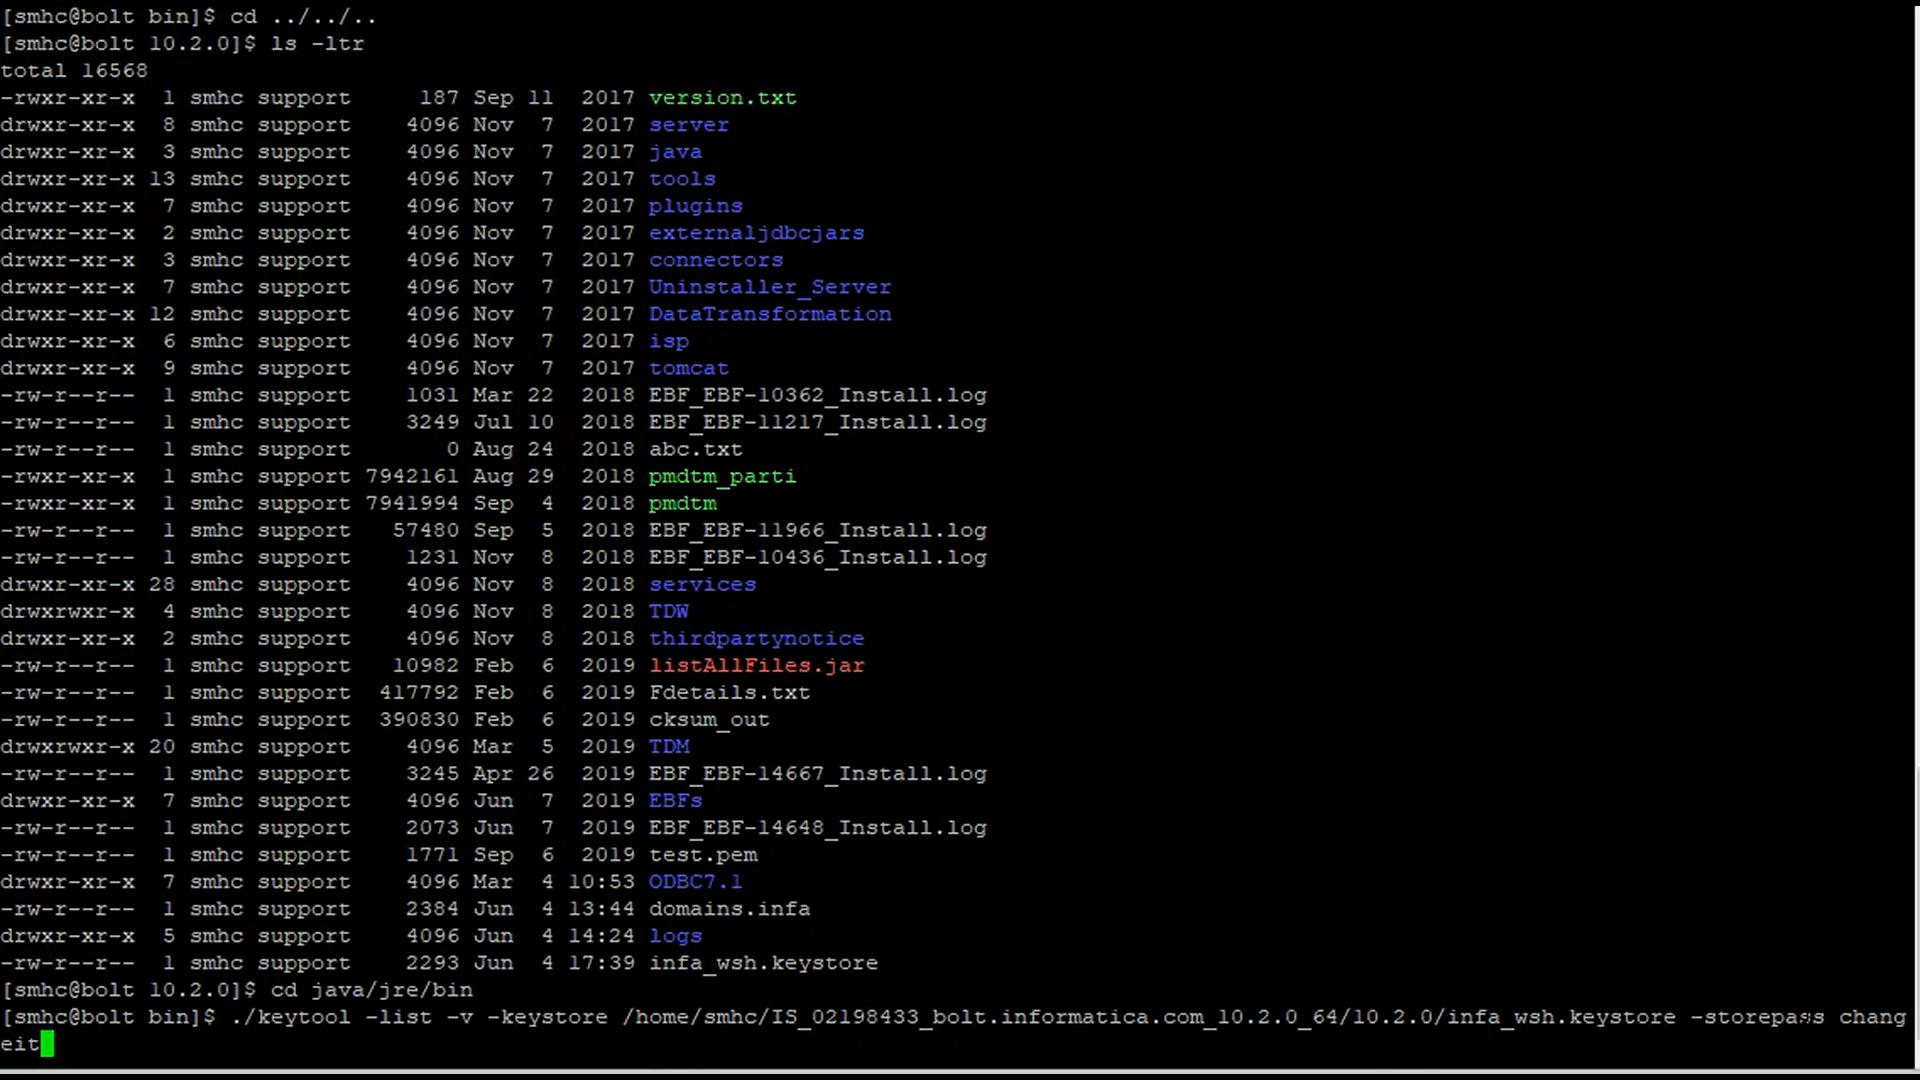 [smhc@bolt bin]$ cd ../../..
[smhc@bolt 10.2.0]$ ls -ltr
total 16568
-rwxr-xr-x  1 smhc support     187 Sep 11  2017 version.txt
drwxr-xr-x  8 smhc support    4096 Nov  7  2017 server
drwxr-xr-x  3 smhc support    4096 Nov  7  2017 java
drwxr-xr-x 13 smhc support    4096 Nov  7  2017 tools
drwxr-xr-x  7 smhc support    4096 Nov  7  2017 plugins
drwxr-xr-x  2 smhc support    4096 Nov  7  2017 externaljdbcjars
drwxr-xr-x  3 smhc support    4096 Nov  7  2017 connectors
drwxr-xr-x  7 smhc support    4096 Nov  7  2017 Uninstaller_Server
drwxr-xr-x 12 smhc support    4096 Nov  7  2017 DataTransformation
drwxr-xr-x  6 smhc support    4096 Nov  7  2017 isp
drwxr-xr-x  9 smhc support    4096 Nov  7  2017 tomcat
-rw-r--r--  1 smhc support    1031 Mar 22  2018 EBF_EBF-10362_Install.log
-rw-r--r--  1 smhc support    3249 Jul 10  2018 EBF_EBF-11217_Install.log
-rw-r--r--  1 smhc support       0 Aug 24  2018 abc.txt
-rwxr-xr-x  1 smhc support 7942161 Aug 29  2018 pmdtm_parti
-rwxr-xr-x  1 smhc support 7941994 Sep  4  2018 pmdtm
-rw-r--r--  1 smhc support   57480 Sep  5  2018 EBF_EBF-11966_Install.log
-rw-r--r--  1 smhc support    1231 Nov  8  2018 EBF_EBF-10436_Install.log
drwxr-xr-x 28 smhc support    4096 Nov  8  2018 services
drwxrwxr-x  4 smhc support    4096 Nov  8  2018 TDW
drwxr-xr-x  2 smhc support    4096 Nov  8  2018 thirdpartynotice
-rw-r--r--  1 smhc support   10982 Feb  6  2019 listAllFiles.jar
-rw-r--r--  1 smhc support  417792 Feb  6  2019 Fdetails.txt
-rw-r--r--  1 smhc support  390830 Feb  6  2019 cksum_out
drwxrwxr-x 20 smhc support    4096 Mar  5  2019 TDM
-rw-r--r--  1 smhc support    3245 Apr 26  2019 EBF_EBF-14667_Install.log
drwxr-xr-x  7 smhc support    4096 Jun  7  2019 EBFs
-rw-r--r--  1 smhc support    2073 Jun  7  2019 EBF_EBF-14648_Install.log
-rw-r--r--  1 smhc support    1771 Sep  6  2019 test.pem
drwxr-xr-x  7 smhc support    4096 Mar  4 10:53 ODBC7.1
-rw-r--r--  1 smhc support    2384 Jun  4 13:44 domains.infa
drwxr-xr-x  5 smhc support    4096 Jun  4 14:24 logs
-rw-r--r--  1 smhc support    2293 Jun  4 17:39 infa_wsh.keystore
[smhc@bolt 10.2.0]$ cd java/jre/bin
[smhc@bolt bin]$ ./keytool -list -v -keystore /home/smhc/IS_02198433_bolt.informatica.com_10.2.0_64/10.2.0/infa_wsh.keystore -storepass chang
eit